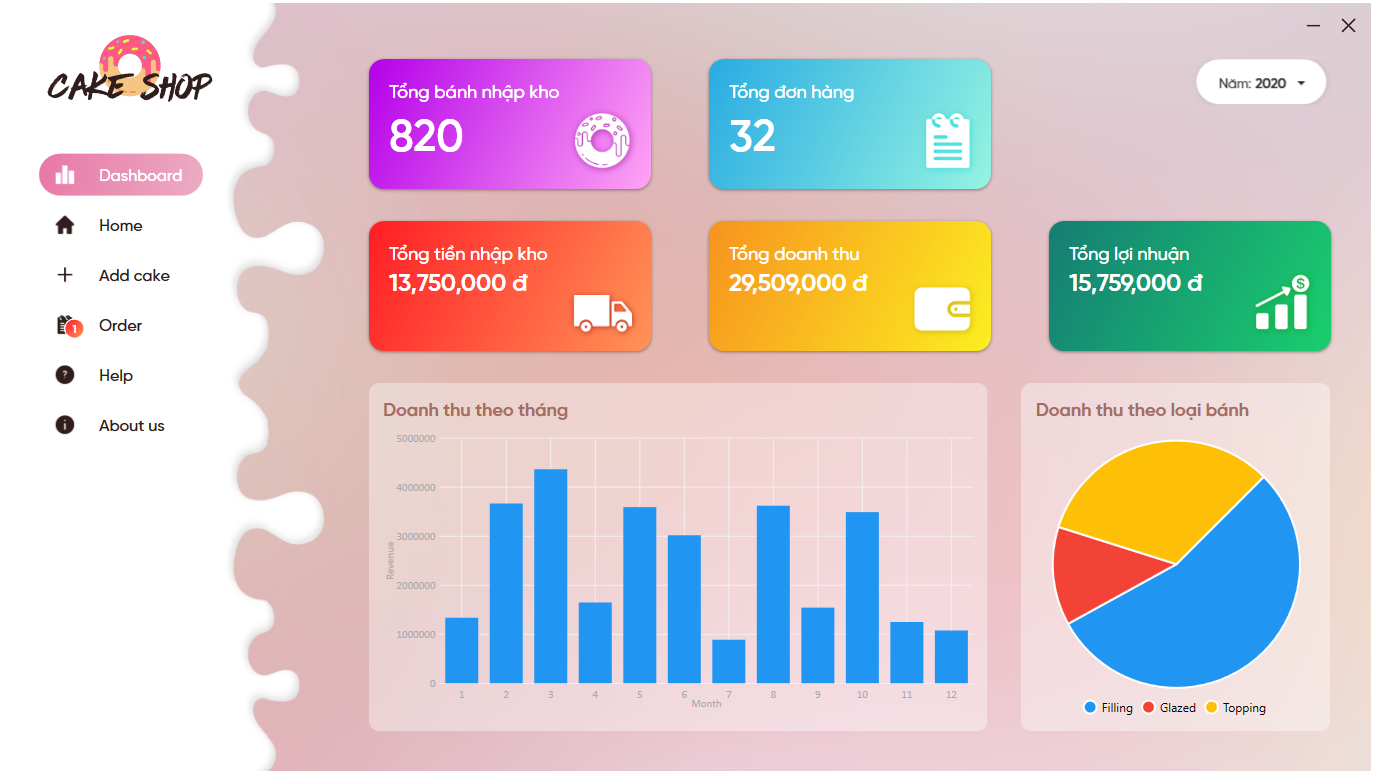 CAKE SHOP
Dashboard
Home
Add cake
1
Order
?
Help
i
About us
Năm: 2020
Tổng bánh nhập kho
820
Tổng đơn hàng
32
Tổng tiền nhập kho
13,750,000 đ
Tổng doanh thu
29,509,000 đ
Tổng lợi nhuận
15,759,000 đ
$
Doanh thu theo tháng
5000000
4000000
3000000
2000000
1000000
0
Revenue
1 2 3 4 5 6 7 8 9 10 11 12
Month
Doanh thu theo loại bánh
Filling Glazed Topping